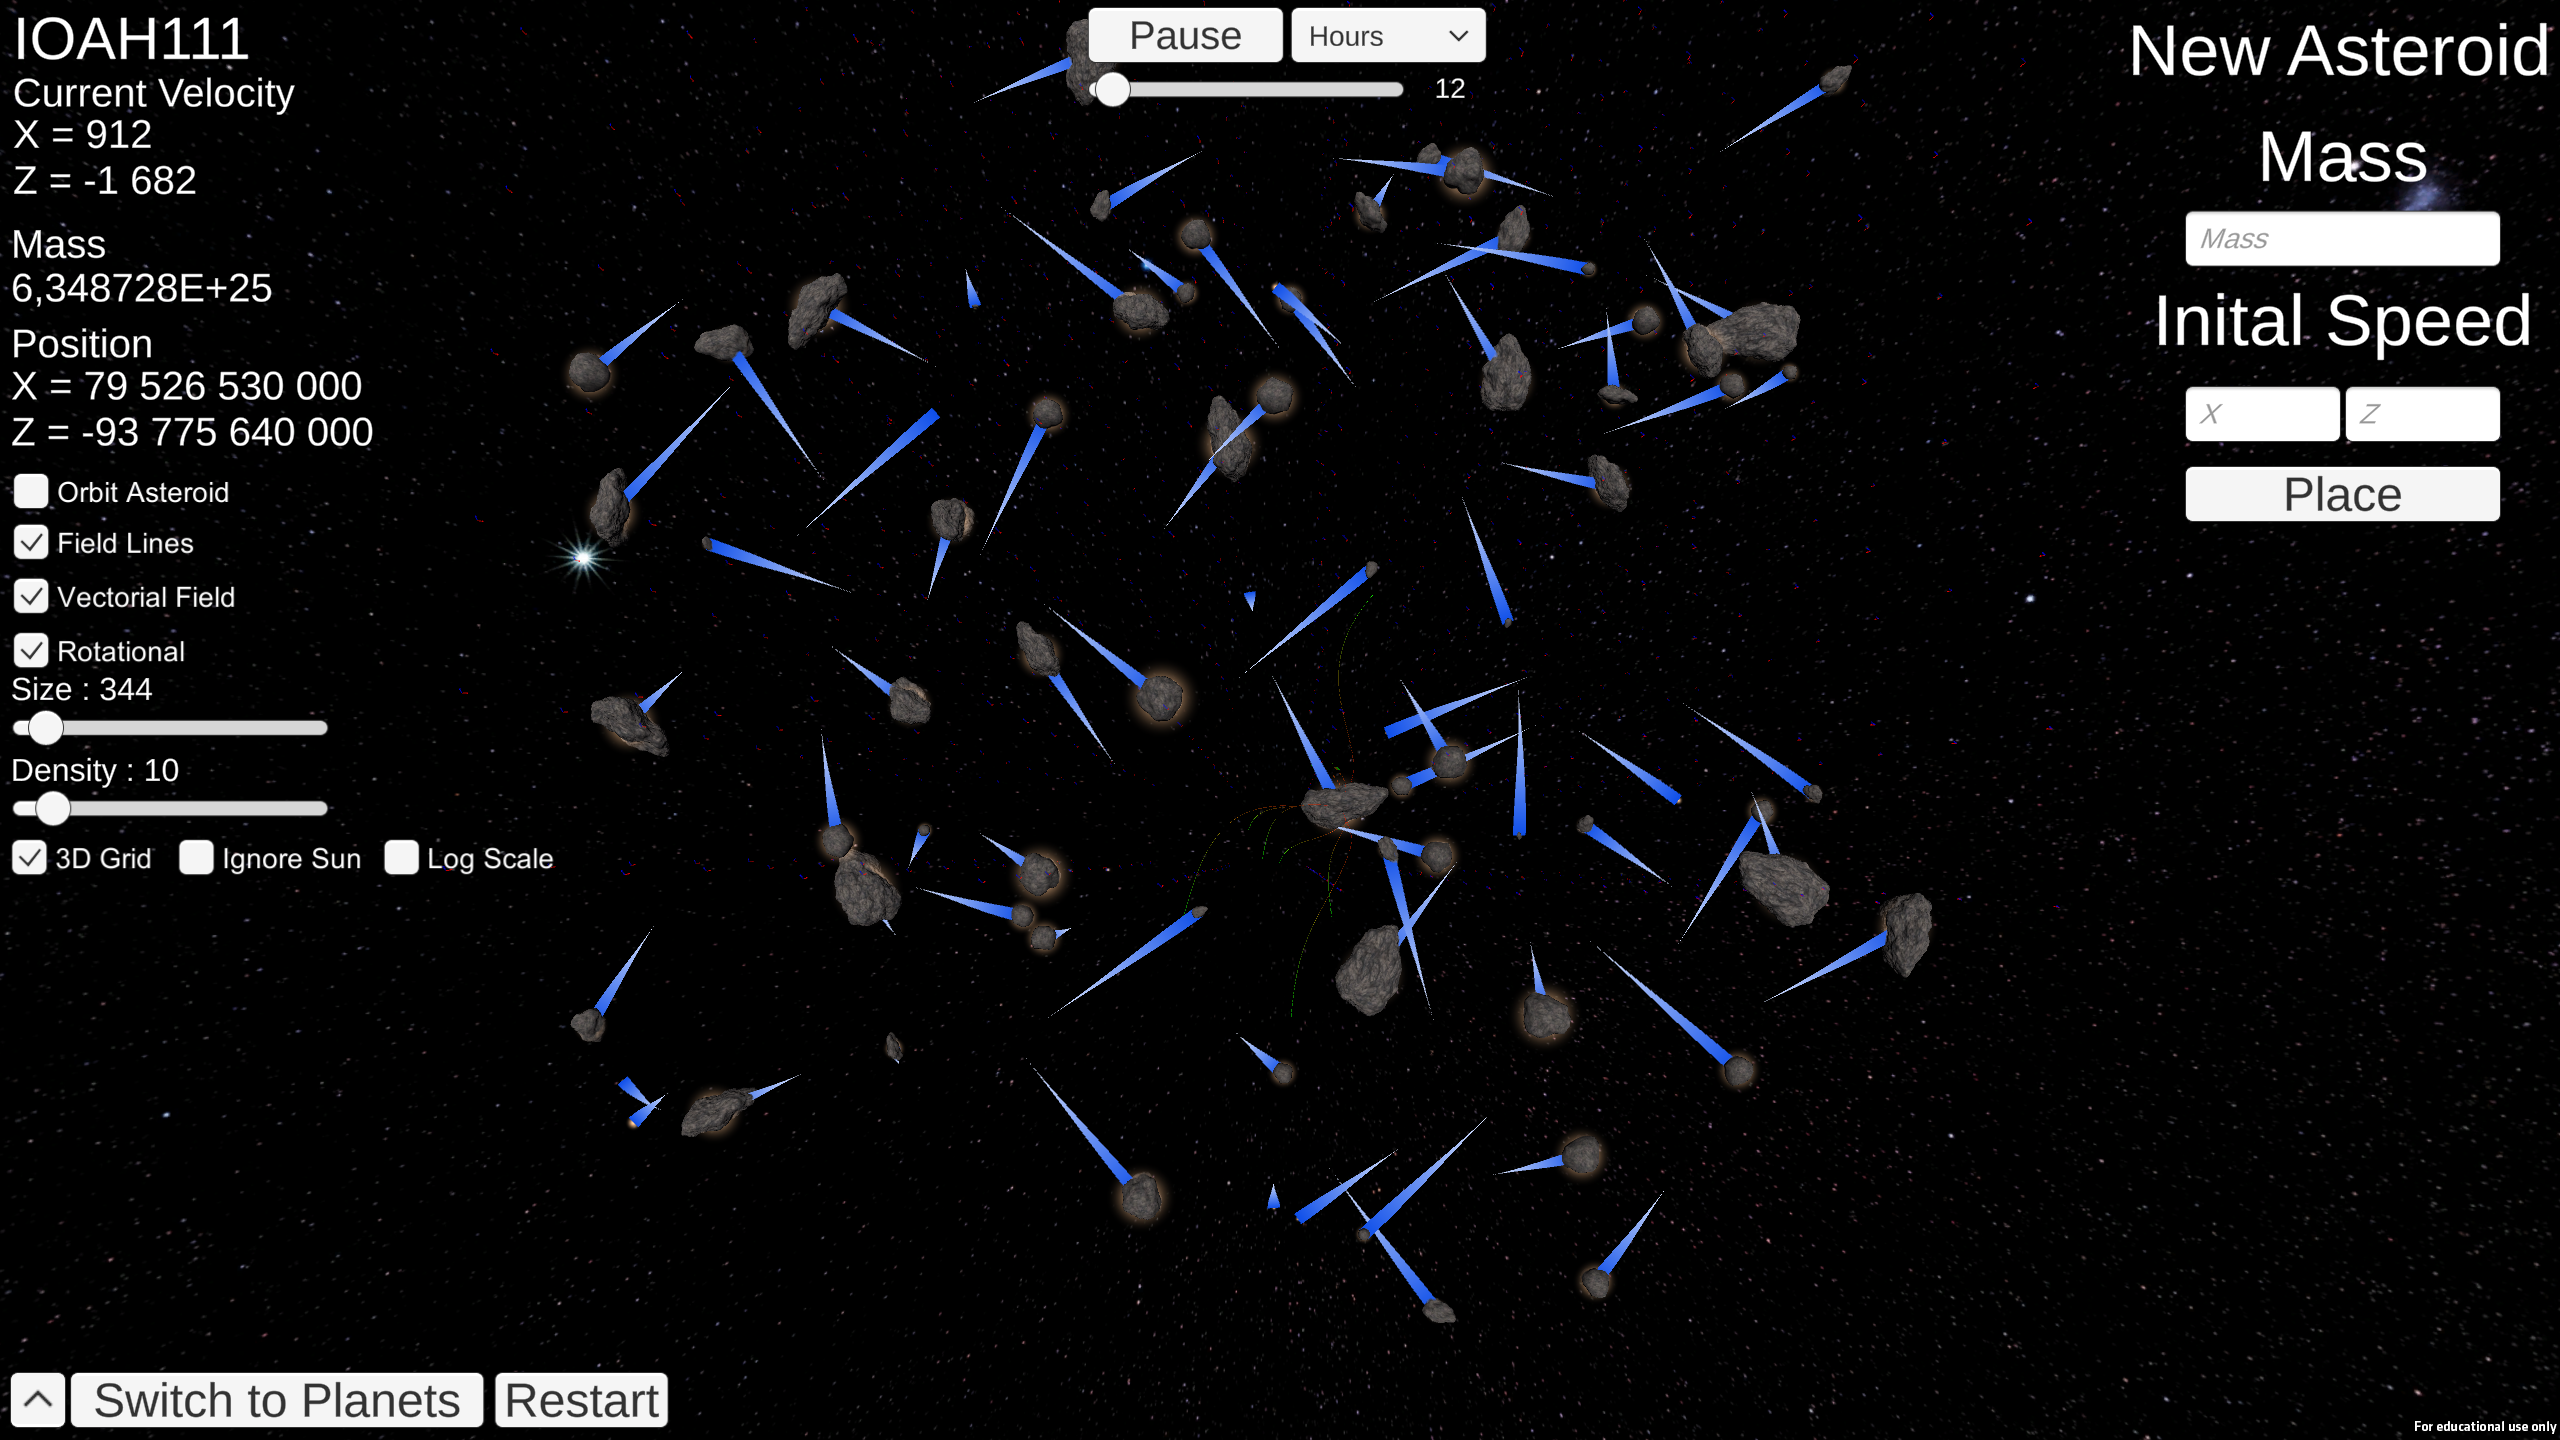 IOAH111
Current Velocity
X = 912
Z = -1 682
Mass
6,348728E+25
Position
X = 79 526 530 000
Z = -93 775 640 000
Orbit Asteroid
Field Lines
Vectorial Field
Rotational
Size : 344
Density : 10
3D Grid Ignore Sun Log Scale
Pause Hours
12
New Asteroid
Mass
Mass
Inital Speed
X Z
Place
Switch to Planets Restart
For educational use only